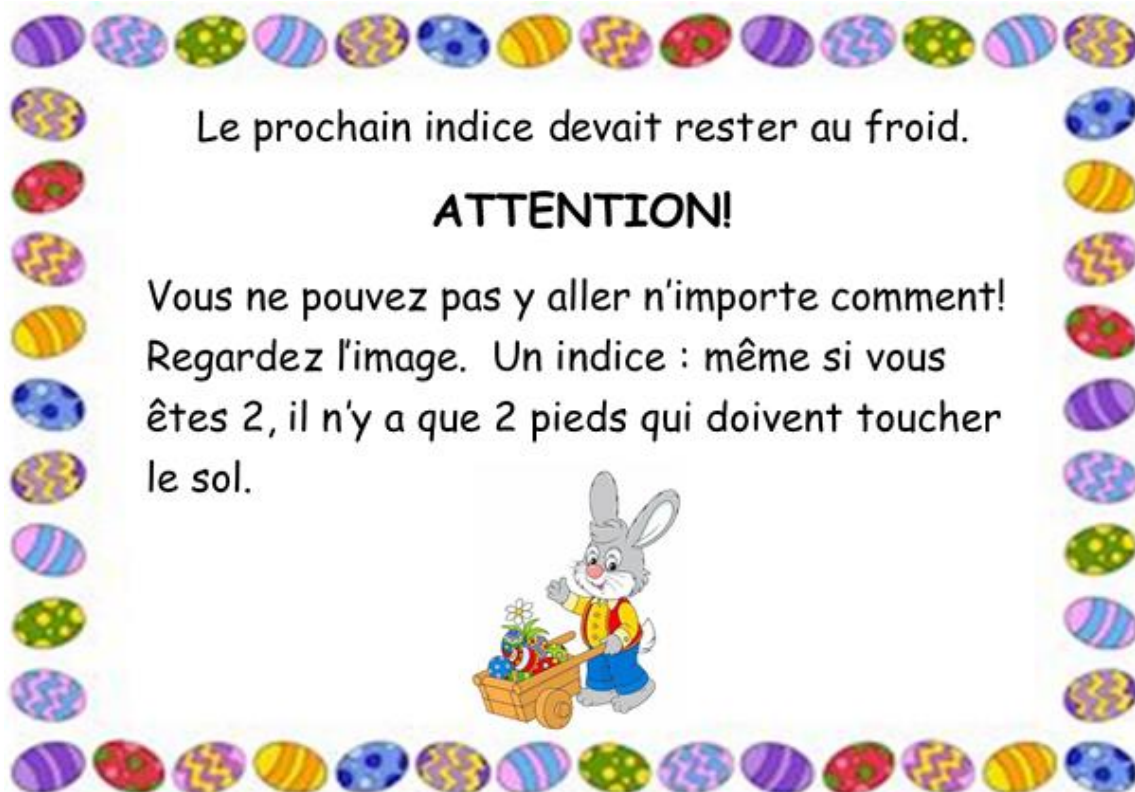 Le prochain indice devait rester au froid.
ATTENTION!
Vous ne pouvez pas y aller n'importe comment!
Regardez l'image.  Un indice : même si vous
êtes 2, il n'y a que 2 pieds qui doivent toucher
le sol.